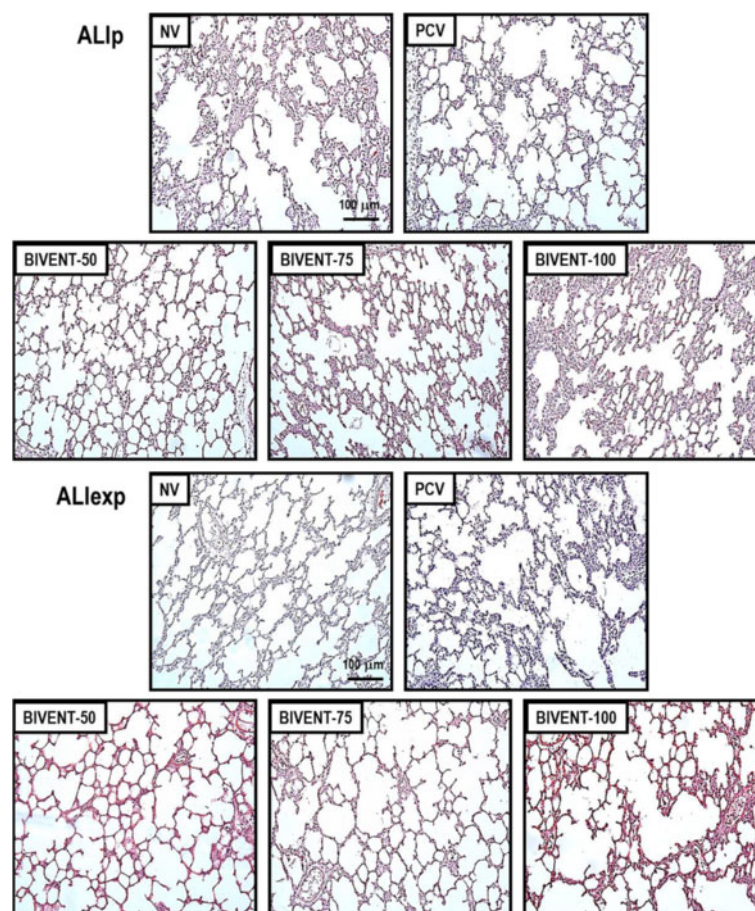 ALIp
NV
PCV
100 μm
BIVENT-50
BIVENT-75
BIVENT-100
ALIexp
NV
PCV
100 μm
BIVENT-50
BIVENT-75
BIVENT-100